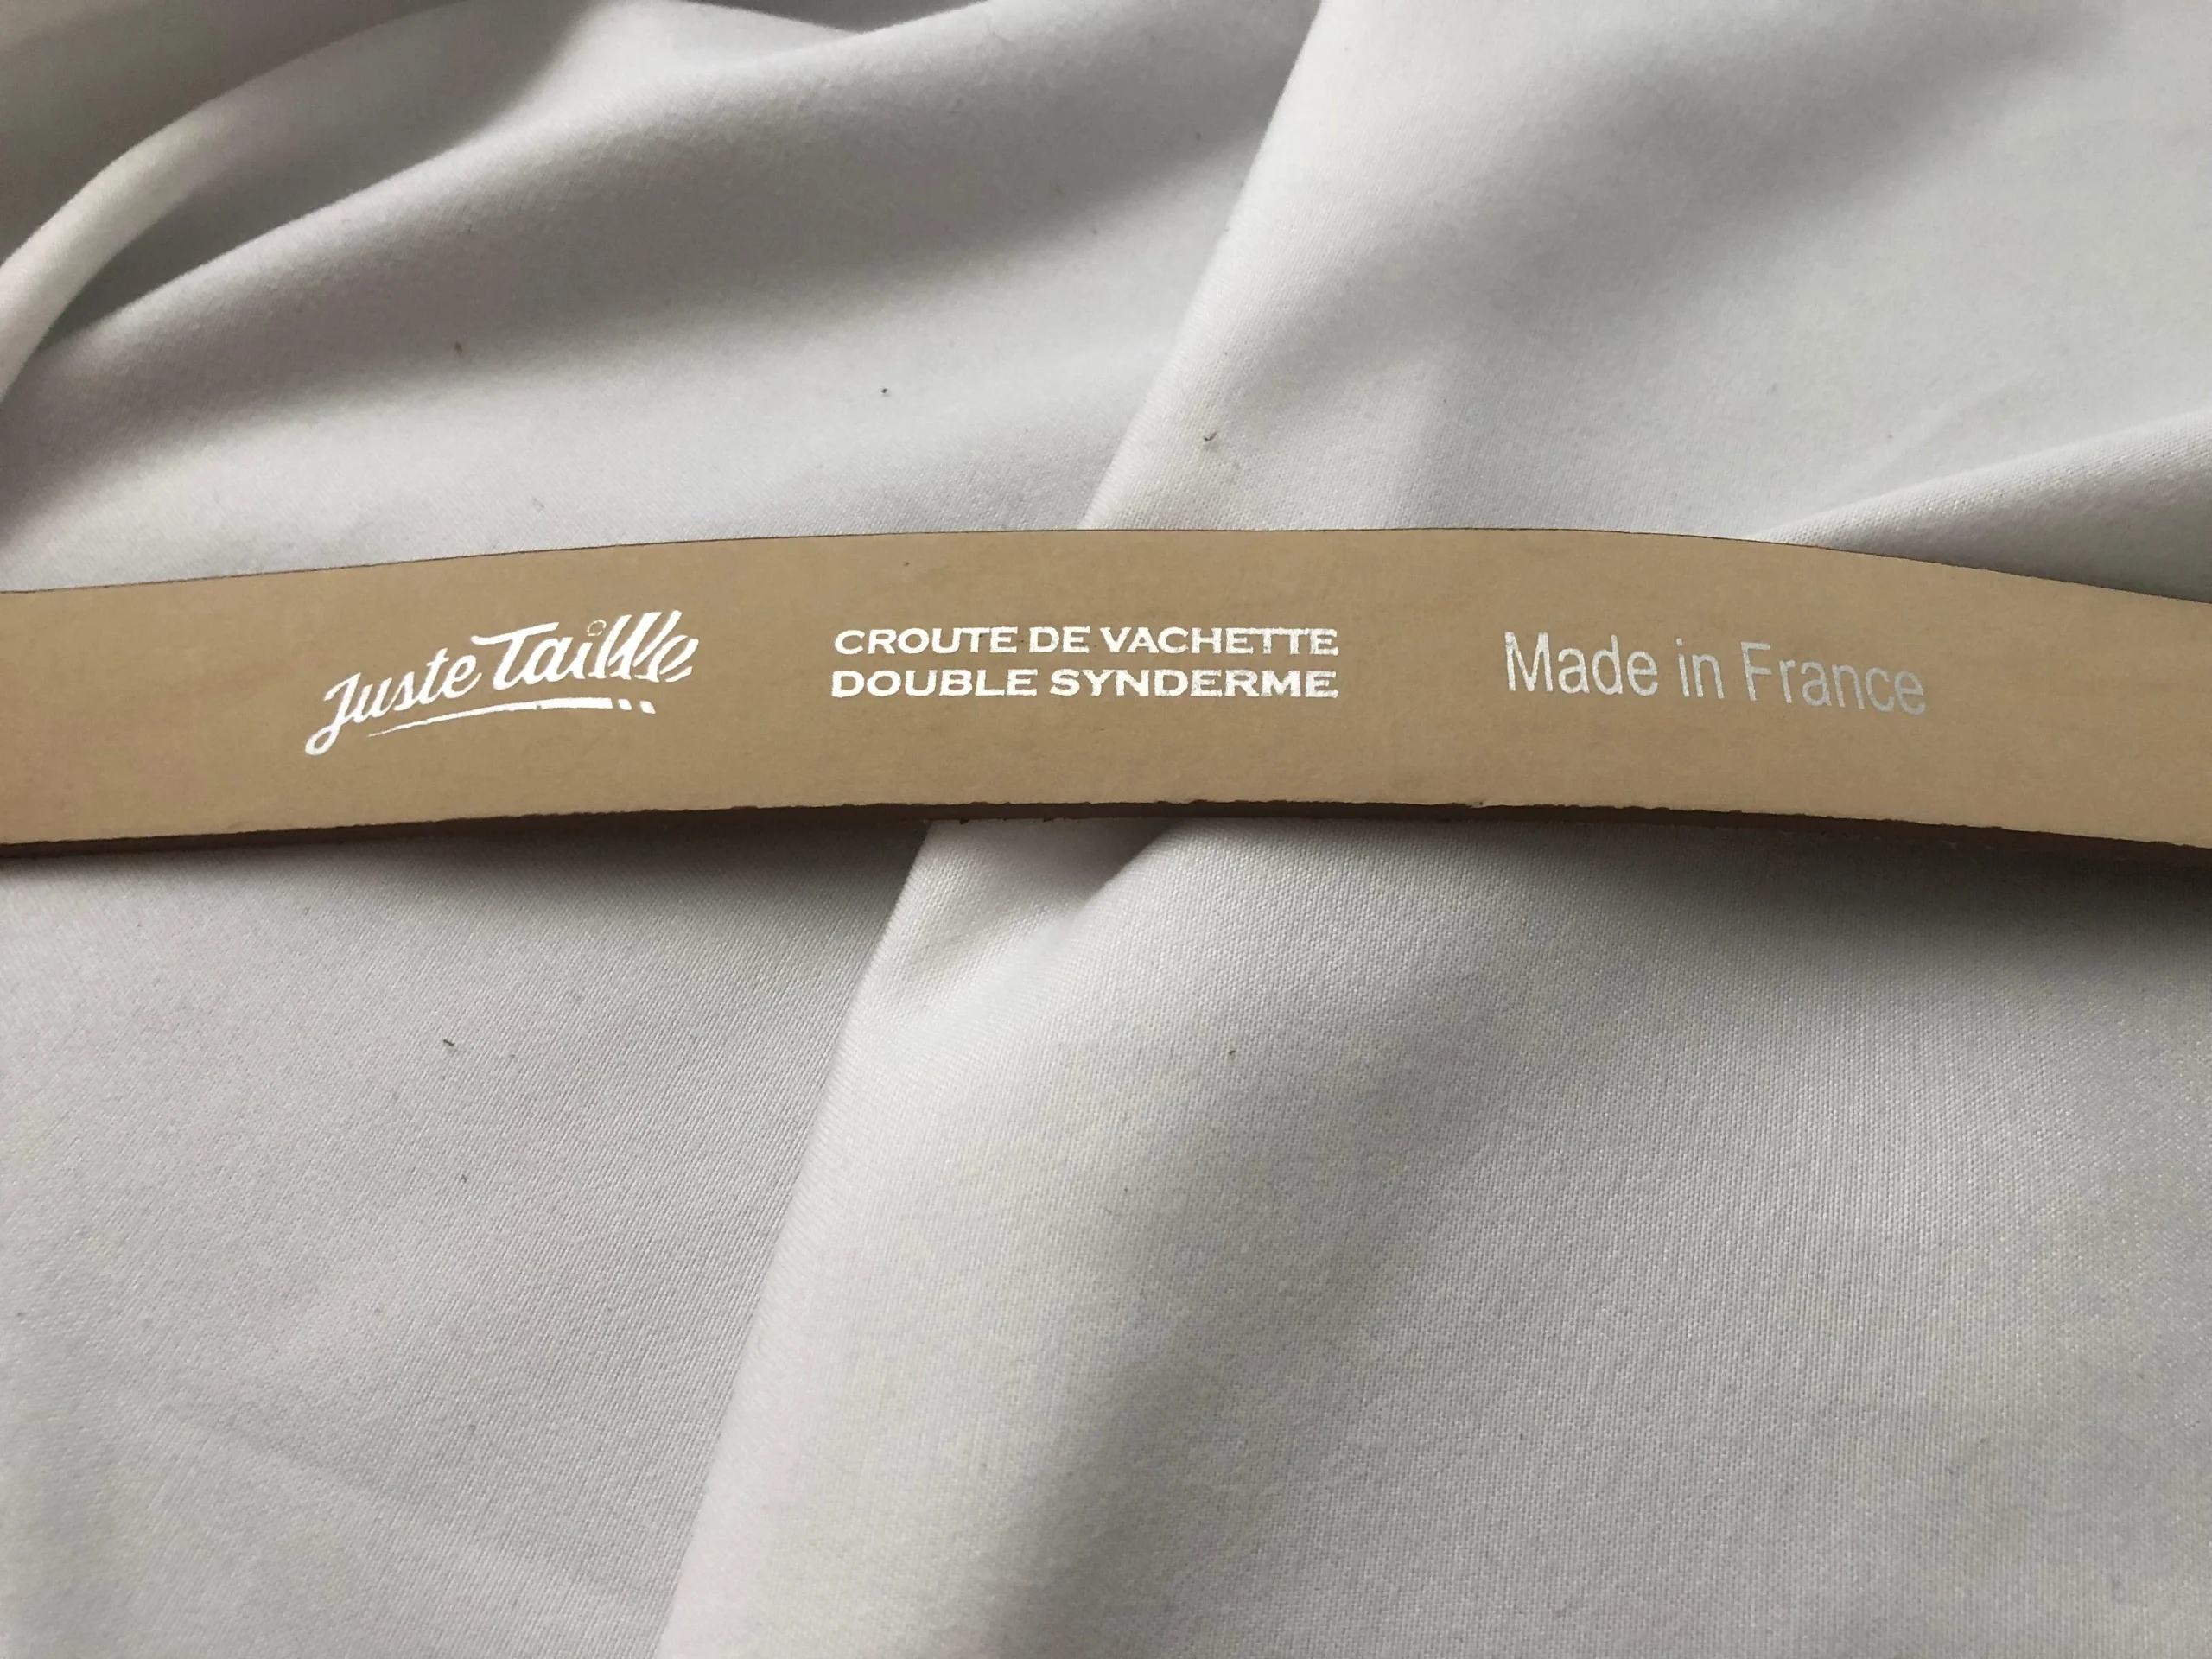 Juste Taille
CROUTE DE VACHETTE
DOUBLE SYNDERME
Made in France